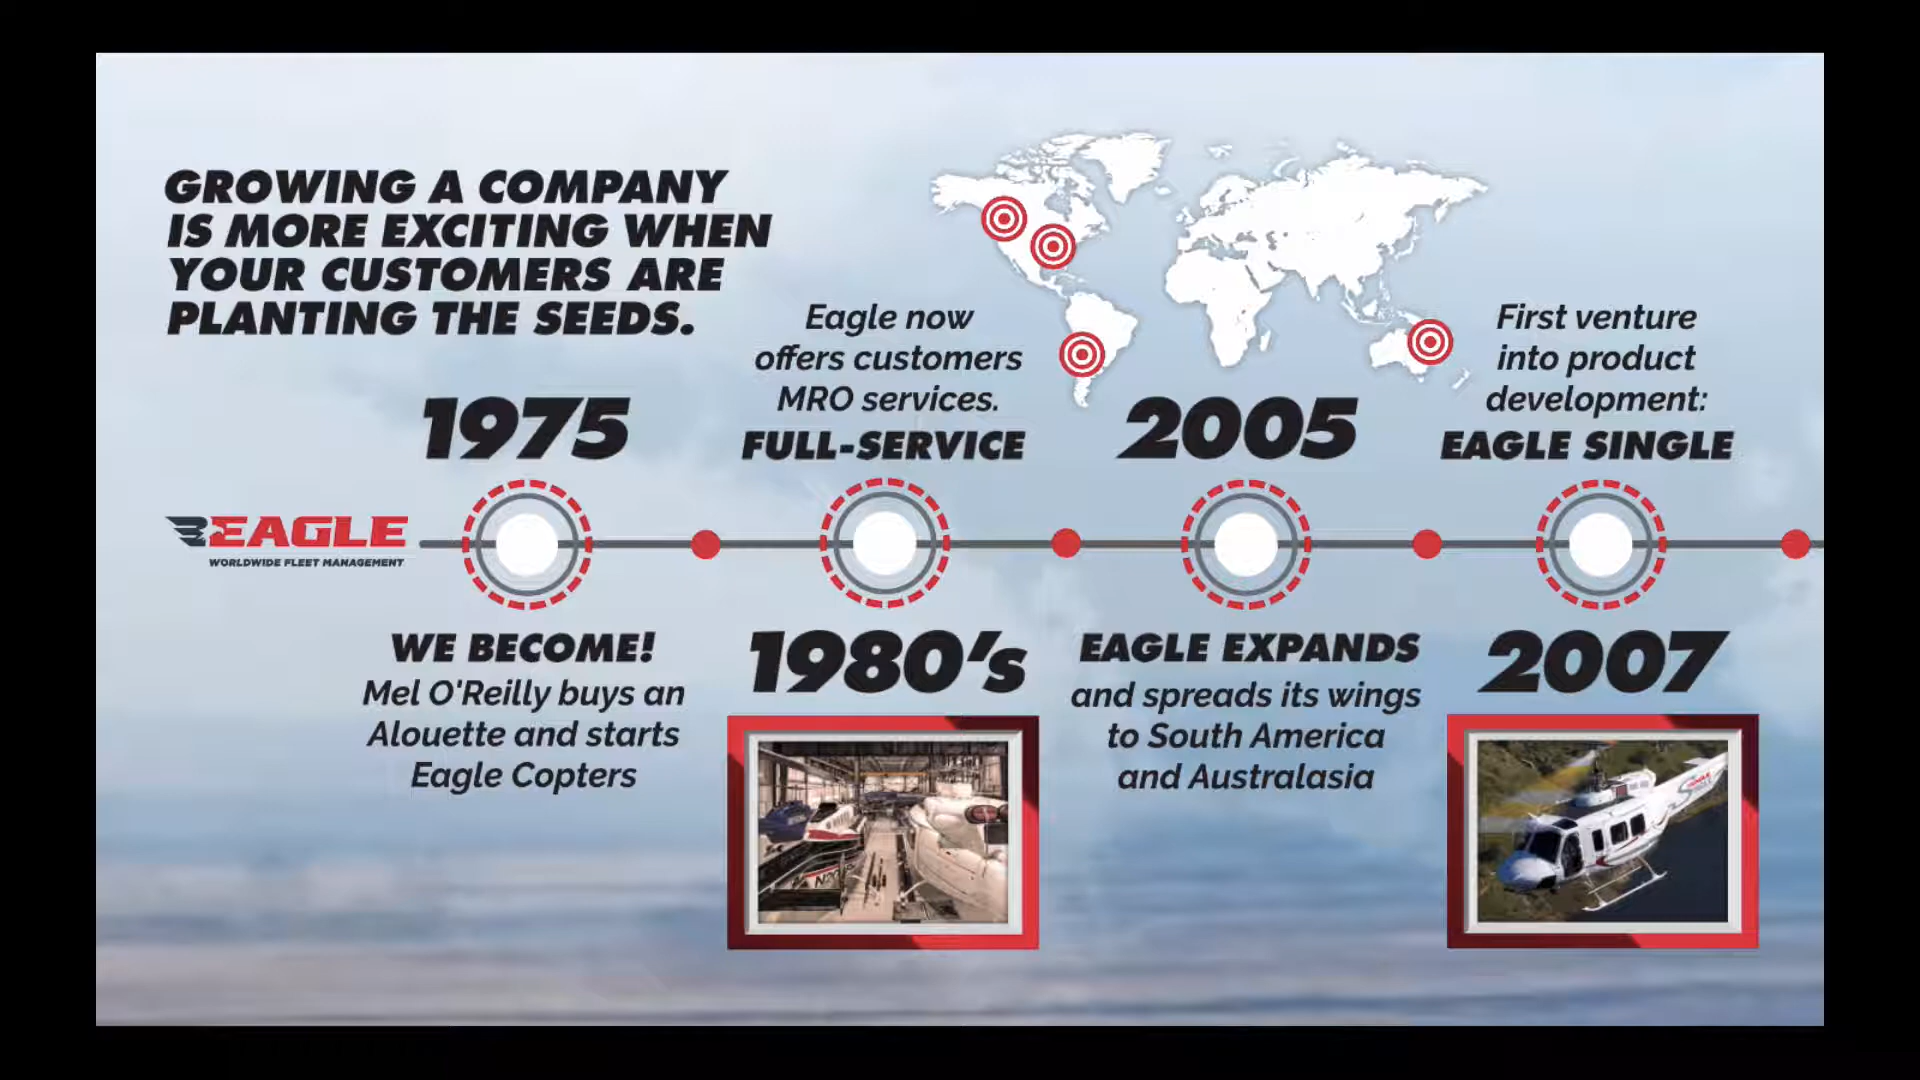 GROWING A COMPANY
IS MORE EXCITING WHEN
YOUR CUSTOMERS ARE
PLANTING THE SEEDS.
1975
WE BECOME!
Mel O'Reilly buys an
Alouette and starts
Eagle Copters
Eagle now
offers customers
MRO services.
FULL-SERVICE
1980's
2005
EAGLE EXPANDS
and spreads its wings
to South America
and Australasia
First venture
into product
development:
EAGLE SINGLE
2007
EAGLE
WORLDWIDE FLEET MANAGEMENT